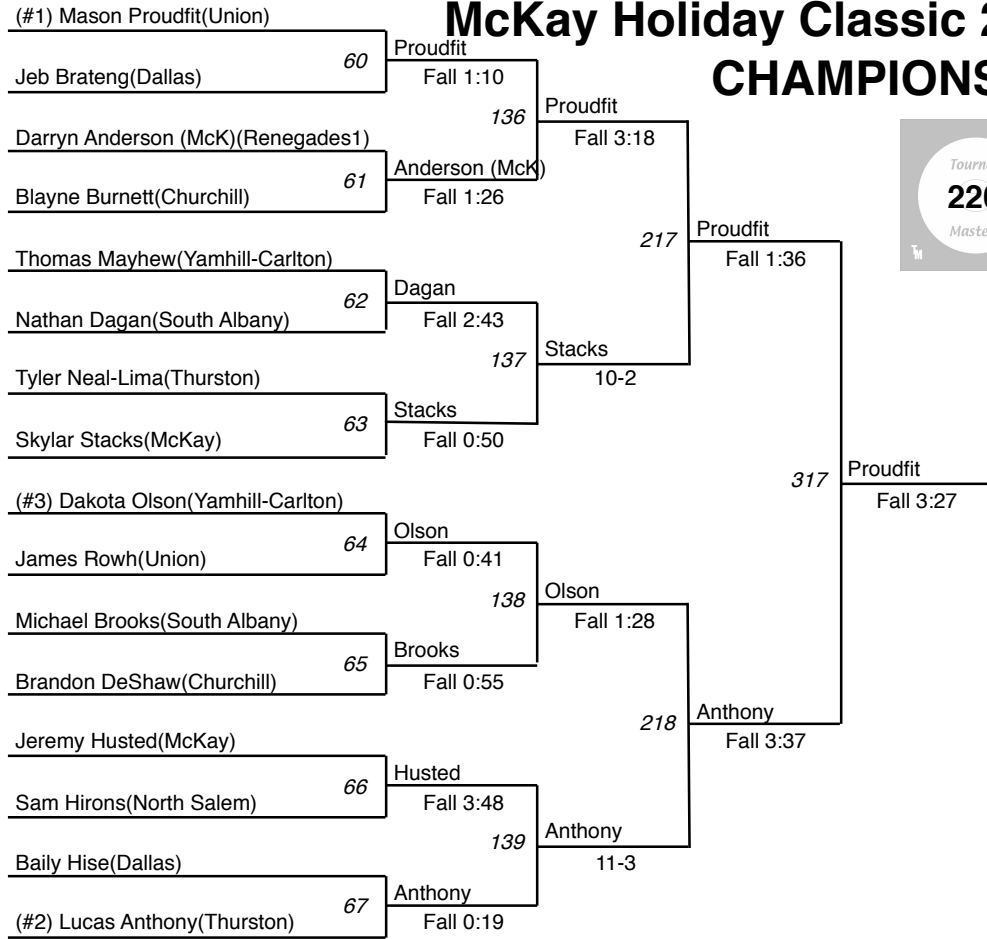 McKay Holiday Classic
CHAMPIONS
Tourn
220
Maste
TM
(#1) Mason Proudfit(Union)
60
Jeb Brateng(Dallas)
Proudfit
Fall 1:10
136
Darryn Anderson (McK)(Renegades1)
61
Blayne Burnett(Churchill)
Anderson (McK)
Fall 1:26
Proudfit
Fall 3:18
217
Thomas Mayhew(Yamhill-Carlton)
62
Nathan Dagan(South Albany)
Dagan
Fall 2:43
137
Tyler Neal-Lima(Thurston)
63
Skylar Stacks(McKay)
Stacks
Fall 0:50
Stacks
10-2
Proudfit
Fall 1:36
317
(#3) Dakota Olson(Yamhill-Carlton)
64
James Rowh(Union)
Olson
Fall 0:41
138
Michael Brooks(South Albany)
65
Brandon DeShaw(Churchill)
Brooks
Fall 0:55
Olson
Fall 1:28
218
Jeremy Husted(McKay)
66
Sam Hirons(North Salem)
Husted
Fall 3:48
139
Baily Hise(Dallas)
67
(#2) Lucas Anthony(Thurston)
Anthony
Fall 0:19
Anthony
11-3
Anthony
Fall 3:37
Proudfit
Fall 3:27